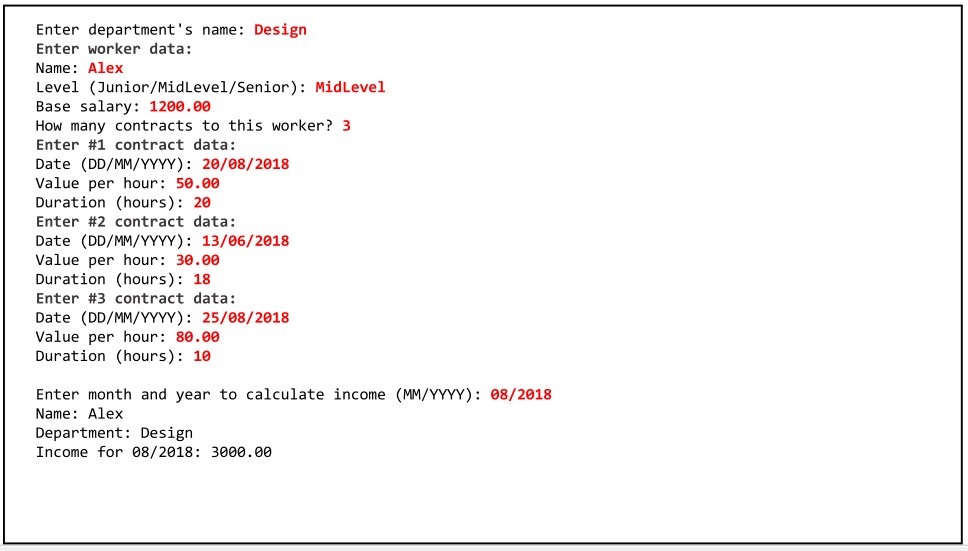 Enter department's name: Design
Enter worker data:
Name: Alex
Level (Junior/MidLevel/Senior): MidLevel
Base salary: 1200.00
How many contracts to this worker? 3
Enter #1 contract data:
Date (DD/MM/YYYY): 20/08/2018
Value per hour: 50.00
Duration (hours): 20
Enter #2 contract data:
Date (DD/MM/YYYY): 13/06/2018
Value per hour: 30.00
Duration (hours): 18
Enter #3 contract data:
Date (DD/MM/YYYY): 25/08/2018
Value per hour: 80.00
Duration (hours): 10
Enter month and year to calculate income (MM/YYYY): 08/2018
Name: Alex
Department: Design
Income for 08/2018: 3000.00